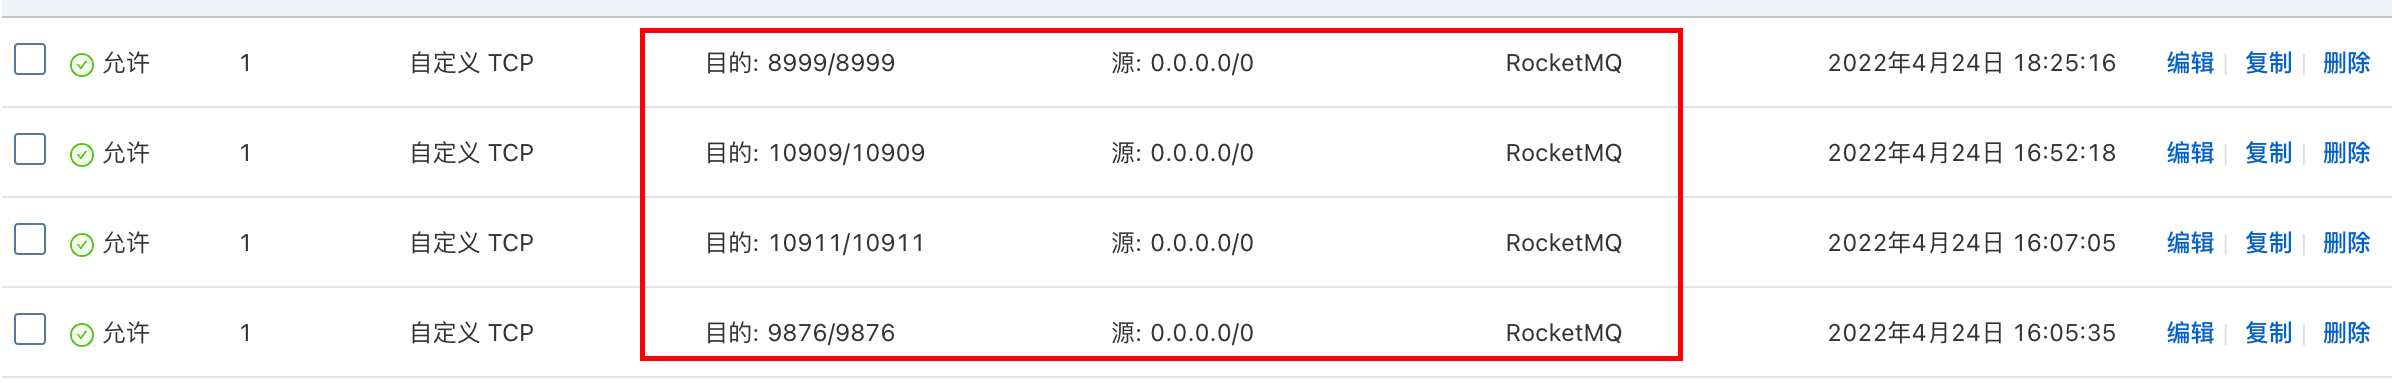 允许 1 自定义 TCP 目的: 8999/8999 源: 0.0.0.0/0 RocketMQ 2022年4月24日 18:25:16 编辑 复制 删除
允许 1 自定义 TCP 目的: 10909/10909 源: 0.0.0.0/0 RocketMQ 2022年4月24日 16:52:18 编辑 复制 删除
允许 1 自定义 TCP 目的: 10911/10911 源: 0.0.0.0/0 RocketMQ 2022年4月24日 16:07:05 编辑 复制 删除
允许 1 自定义 TCP 目的: 9876/9876 源: 0.0.0.0/0 RocketMQ 2022年4月24日 16:05:35 编辑 复制 删除